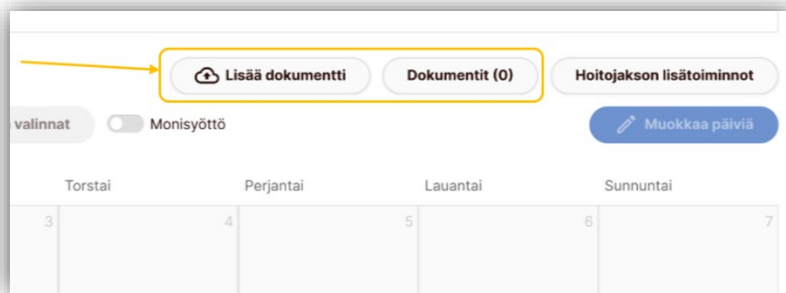 Lisää dokumentti Dokumentit (0) Hoitojakson lisätoiminnot
valinnat Monisyöttö Muokkaa päiviä
Torstai Perjantai Lauantai Sunnuntai
3 4 5 6 7